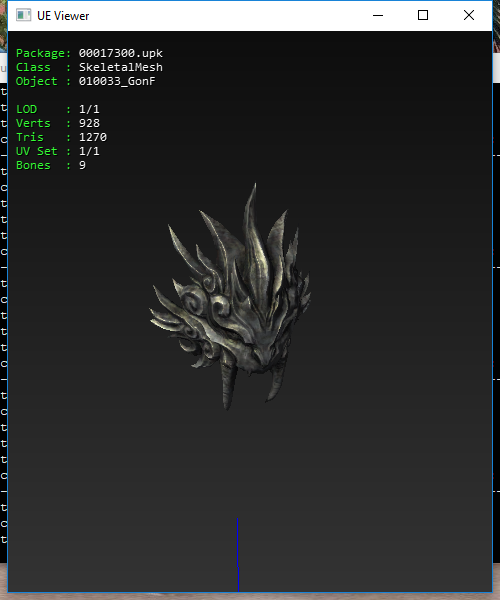 UE Viewer
Package: 00017300.upk
Class : SkeletalMesh
Object : 010033_GonF
LOD : 1/1
Verts : 928
Tris : 1270
UV Set : 1/1
Bones : 9